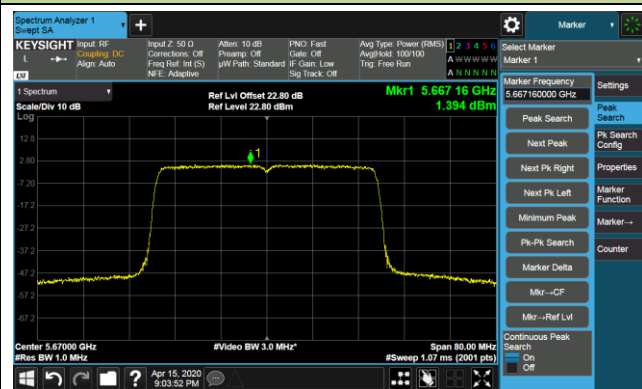 Spectrum Analyzer 1
Swept SA
Marker
KEYSIGHT
L
Input: RF
Coupling: DC
Align: Auto
Input Z: 50 Ω
Corrections: Off
Freq Ref: Int (S)
NFE: Adaptive
Atten: 10 dB
Preamp: Off
µW Path: Standard
PNO: Fast
Gate: Off
IF Gain: Low
Sig Track: Off
Avg Type: Power (RMS)
Avg|Hold: 100/100
Trig: Free Run
1 2 3 4 5 6
A W W W W W
A N N N N N
Select Marker
Marker 1
1 Spectrum
Scale/Div 10 dB
Log
Ref Lvl Offset 22.80 dB
Ref Level 22.80 dBm
Mkr1 5.667 16 GHz
1.394 dBm
12.8
2.80
-7.20
-17.2
-27.2
-37.2
-47.2
-57.2
-67.2
1
Center 5.67000 GHz
#Res BW 1.0 MHz
#Video BW 3.0 MHz*
Span 80.00 MHz
#Sweep 1.07 ms (2001 pts)
Marker Frequency
5.667160000 GHz
Peak Search
Next Peak
Next Pk Right
Next Pk Left
Minimum Peak
Pk-Pk Search
Marker Delta
Mkr→CF
Mkr→Ref Lvl
Continuous Peak
Search
On
Off
Settings
Peak
Search
Pk Search
Config
Properties
Marker
Function
Marker→
Counter
Apr 15, 2020
9:03:52 PM